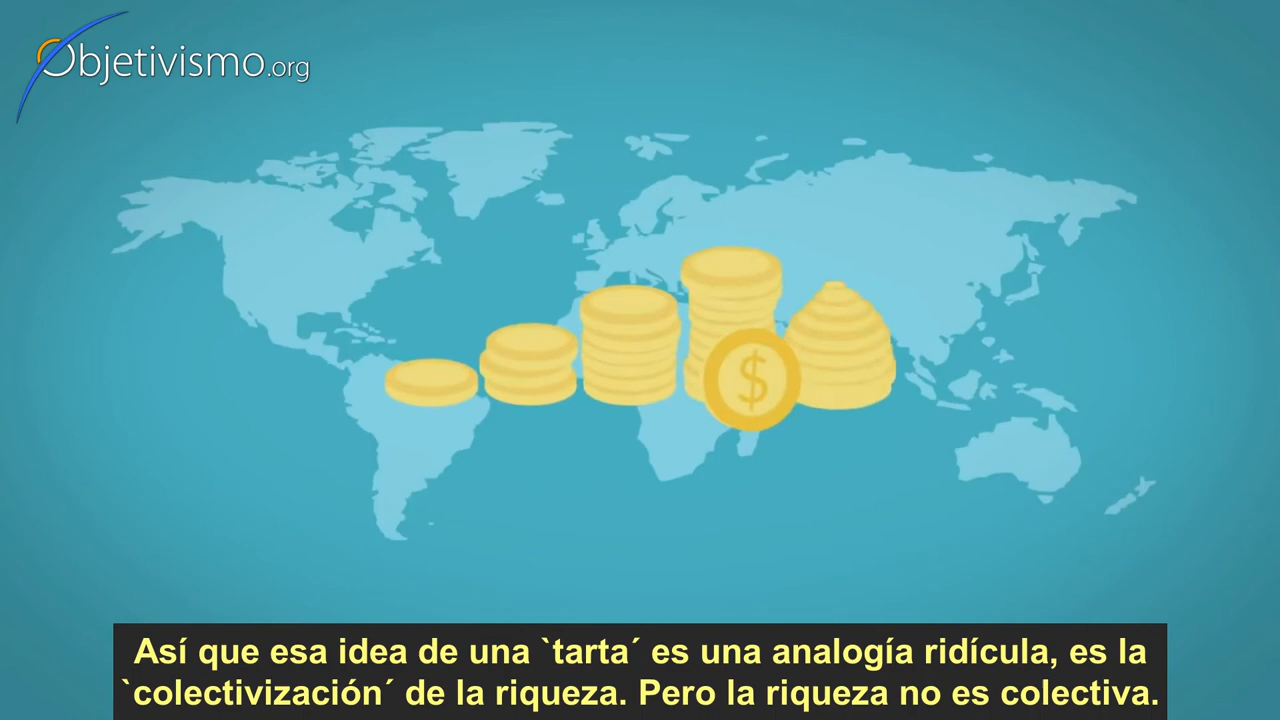 Objetivismo.org
$
Así que esa idea de una `tarta´ es una analogía ridícula, es la
`colectivización´ de la riqueza. Pero la riqueza no es colectiva.